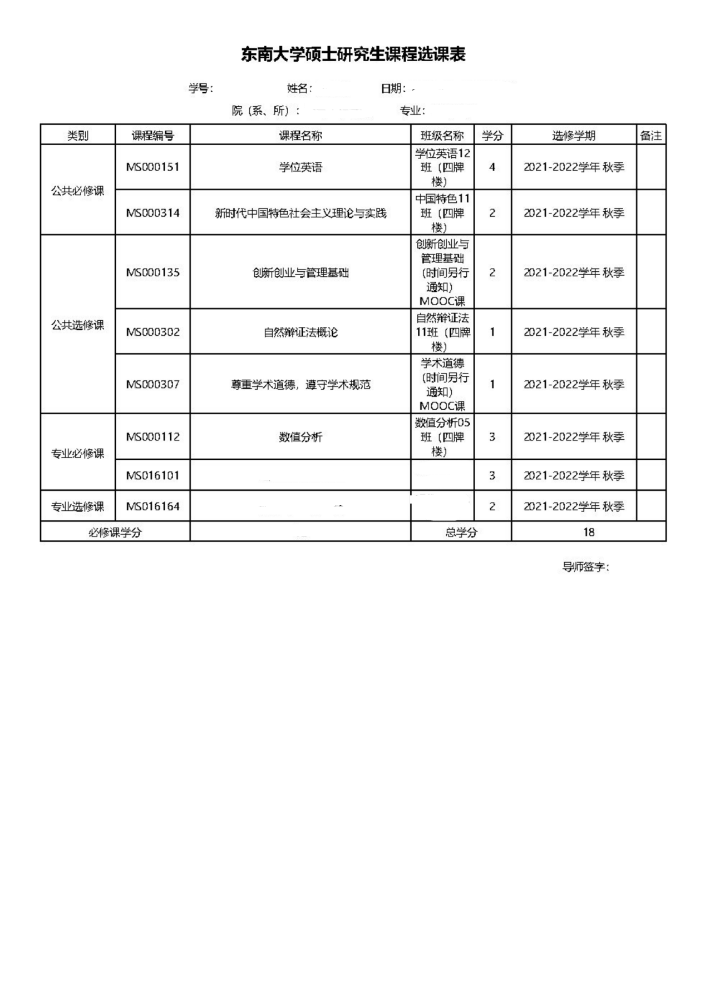 东南大学硕士研究生课程选课表
学号： 姓名： 日期：
院（系、所）： 专业：
类别 课程编号 课程名称 班级名称 学分 选修学期 备注
公共必修课 MS000151 学位英语 学位英语12班（四牌楼） 4 2021-2022学年 秋季
MS000314 新时代中国特色社会主义理论与实践 中国特色11班（四牌楼） 2 2021-2022学年 秋季
公共选修课 MS000135 创新创业与管理基础 创新创业与管理基础（时间另行通知）MOOC课 2 2021-2022学年 秋季
MS000302 自然辩证法概论 自然辩证法11班（四牌楼） 1 2021-2022学年 秋季
MS000307 尊重学术道德，遵守学术规范 学术道德（时间另行通知）MOOC课 1 2021-2022学年 秋季
专业必修课 MS000112 数值分析 数值分析05班（四牌楼） 3 2021-2022学年 秋季
MS016101 3 2021-2022学年 秋季
专业选修课 MS016164 2 2021-2022学年 秋季
必修课学分 总学分 18
导师签字：